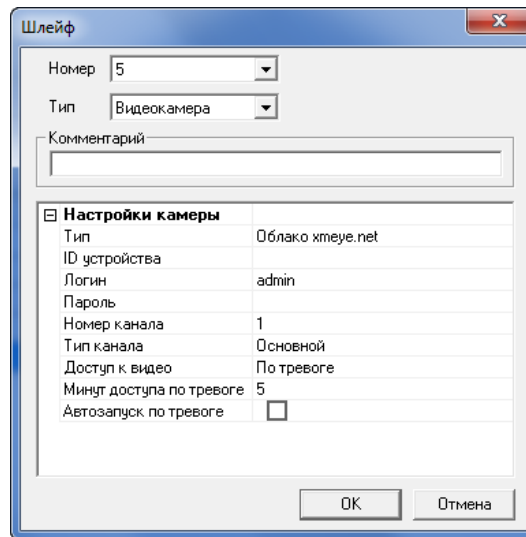 Шлейф
Номер 5
Тип Видеокамера
Комментарий
Настройки камеры
Тип Облако xmeye.net
ID устройства
Логин admin
Пароль
Номер канала 1
Тип канала Основной
Доступ к видео По тревоге
Минут доступа по тревоге 5
Автозапуск по тревоге
OK Отмена